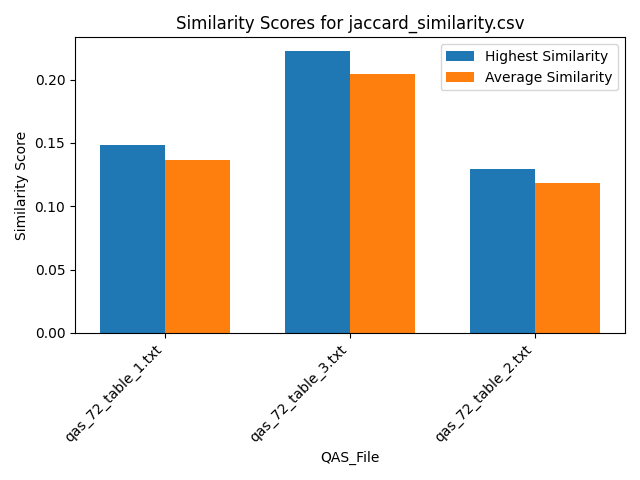 Similarity Scores for jaccard_similarity.csv
Highest Similarity
Average Similarity
Similarity Score
0.20
0.15
0.10
0.05
0.00
qas_72_table_1.txt
qas_72_table_3.txt
qas_72_table_2.txt
QAS_File